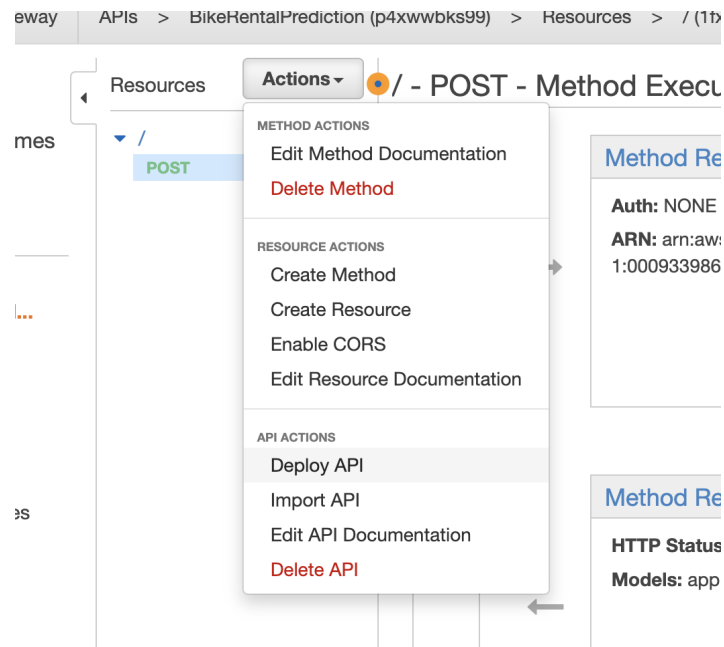 eway APIs > BikeRentalPrediction (p4xwwbks99) > Resources > / (1fx
Resources Actions / - POST - Method Execu
mes
METHOD ACTIONS
Edit Method Documentation
Delete Method
/
POST
RESOURCE ACTIONS
Create Method
Create Resource
Enable CORS
Edit Resource Documentation
API ACTIONS
Deploy API
Import API
Edit API Documentation
Delete API
...
es
Method Re
Auth: NONE
ARN: arn:aws
1:000933986
Method Re
HTTP Status
Models: app